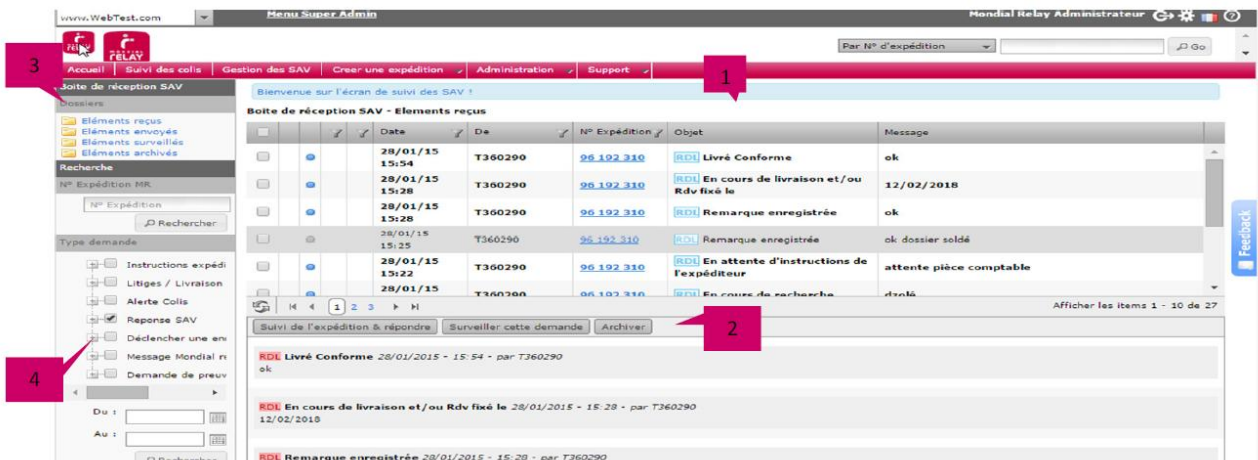 www.WebTest.com
Menu Super Admin
Mondial Relay Administrateur
RELAY
Par N° d'expédition
Go
3
Accueil Suivi des colis Gestion des SAV Creer une expédition Administration Support
1
Boite de réception SAV
Dossiers
Eléments reçus
Eléments envoyés
Eléments surveillés
Eléments archivés
Recherche
N° Expédition MR
N° Expédition
Rechercher
Type demande
Instructions expédi
Litiges / Livraison
Alerte Colis
Reponse SAV
Déclencher une en
Message Mondial r
Demande de preuv
4
Du :
Au :
Rechercher
Bienvenue sur l'écran de suivi des SAV !
Boite de réception SAV - Elements reçus
Date De N° Expédition Objet Message
28/01/15 15:54 T360290 96 192 310 RDL Livré Conforme ok
28/01/15 15:28 T360290 96 192 310 RDL En cours de livraison et/ou Rdv fixé le 12/02/2018
28/01/15 15:28 T360290 96 192 310 RDL Remarque enregistrée ok
28/01/15 15:25 T360290 96 192 310 RDL Remarque enregistrée ok dossier soldé
28/01/15 15:22 T360290 96 192 310 RDL En attente d'instructions de l'expéditeur attente pièce comptable
28/01/15 T360290 96 192 310 RDL En cours de recherche dzolé
1 2 3
Afficher les items 1 - 10 de 27
Suivi de l'expédition & répondre Surveiller cette demande Archiver
2
RDL Livré Conforme 28/01/2015 - 15:54 - par T360290
ok
RDL En cours de livraison et/ou Rdv fixé le 28/01/2015 - 15:28 - par T360290
12/02/2018
RDL Remarque enregistrée 28/01/2015 - 15:28 - par T360290
Feedback